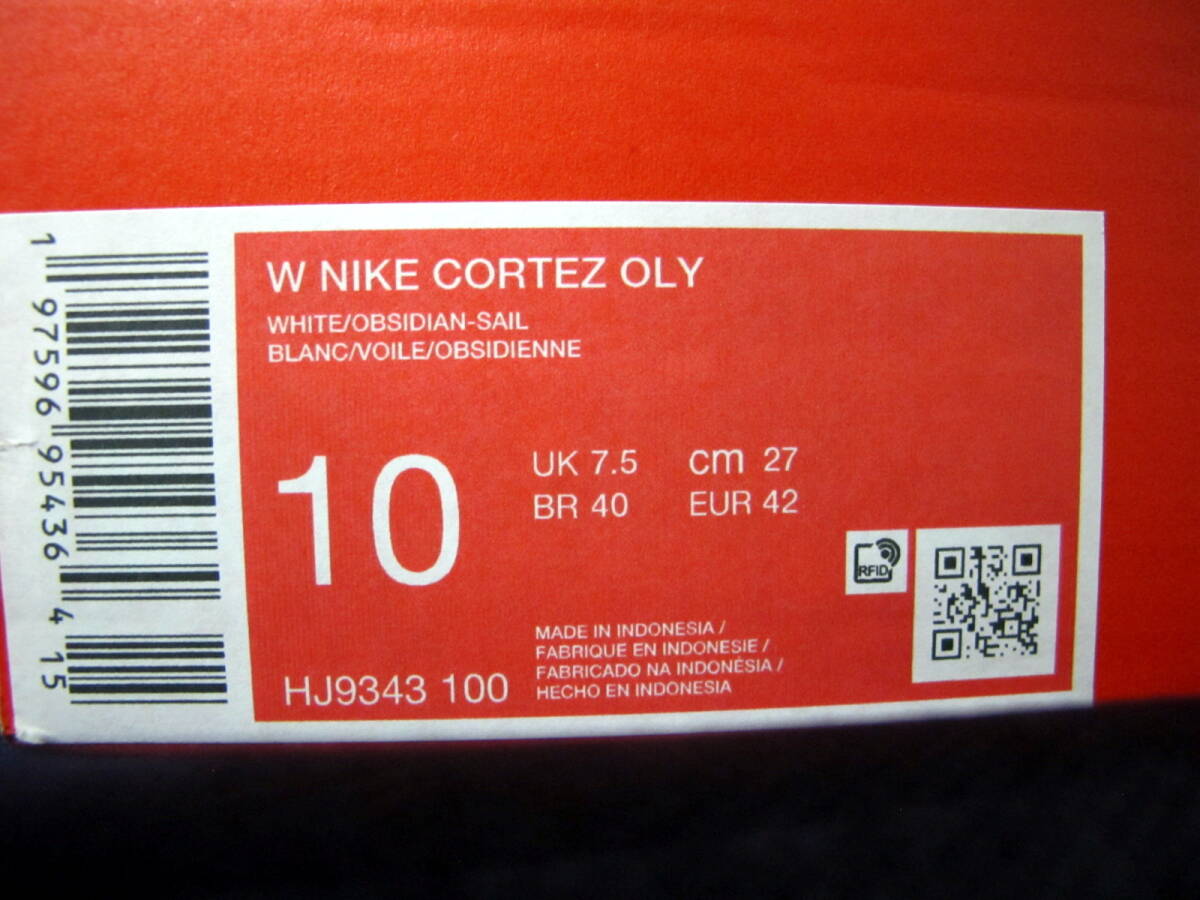 W NIKE CORTEZ OLY
WHITE/OBSIDIAN-SAIL
BLANC/VOILE/OBSIDIENNE
10
UK 7.5 cm 27
BR 40 EUR 42
RFID
MADE IN INDONESIA /
FABRIQUE EN INDONESIE /
FABRICADO NA INDONÉSIA /
HECHO EN INDONESIA
HJ9343 100
1 97596 95436 4 15